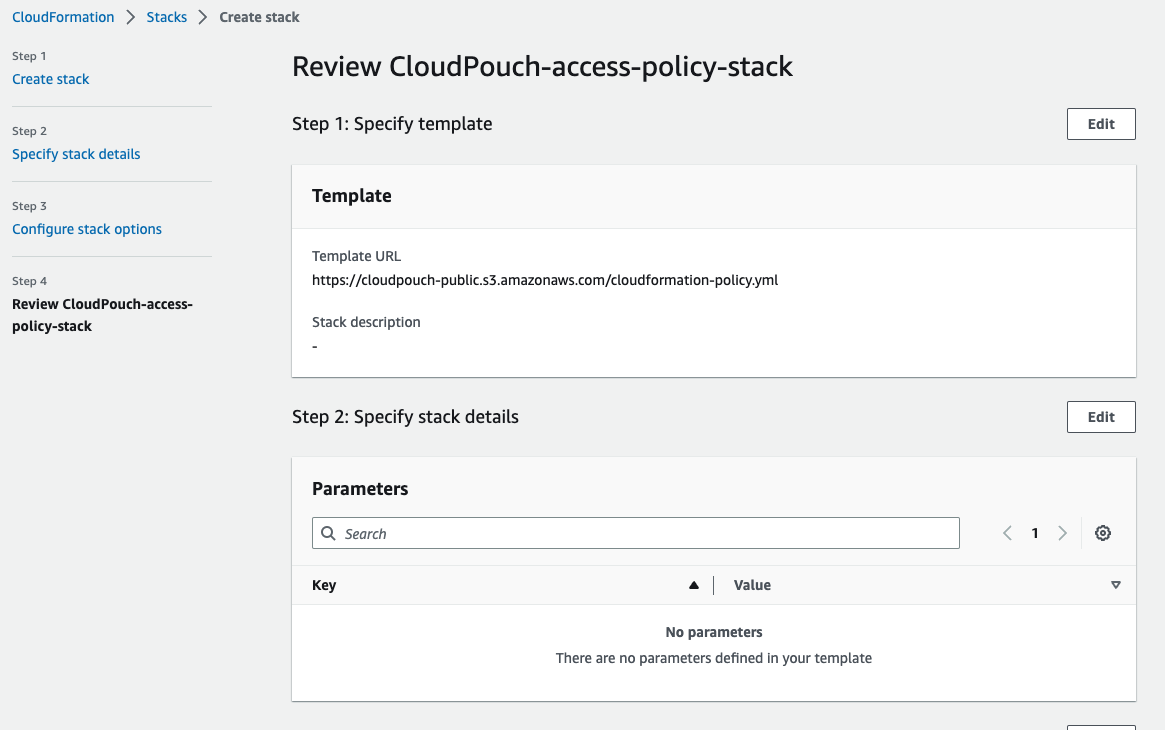 CloudFormation > Stacks > Create stack
Step 1
Create stack
Step 2
Specify stack details
Step 3
Configure stack options
Step 4
Review CloudPouch-access-
policy-stack
Review CloudPouch-access-policy-stack
Step 1: Specify template
Edit
Template
Template URL
https://cloudpouch-public.s3.amazonaws.com/cloudformation-policy.yml
Stack description
-
Step 2: Specify stack details
Edit
Parameters
Search
1
Key
Value
No parameters
There are no parameters defined in your template